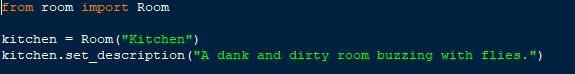 from room import Room
kitchen = Room("Kitchen")
kitchen.set_description("A dank and dirty room buzzing with flies.")